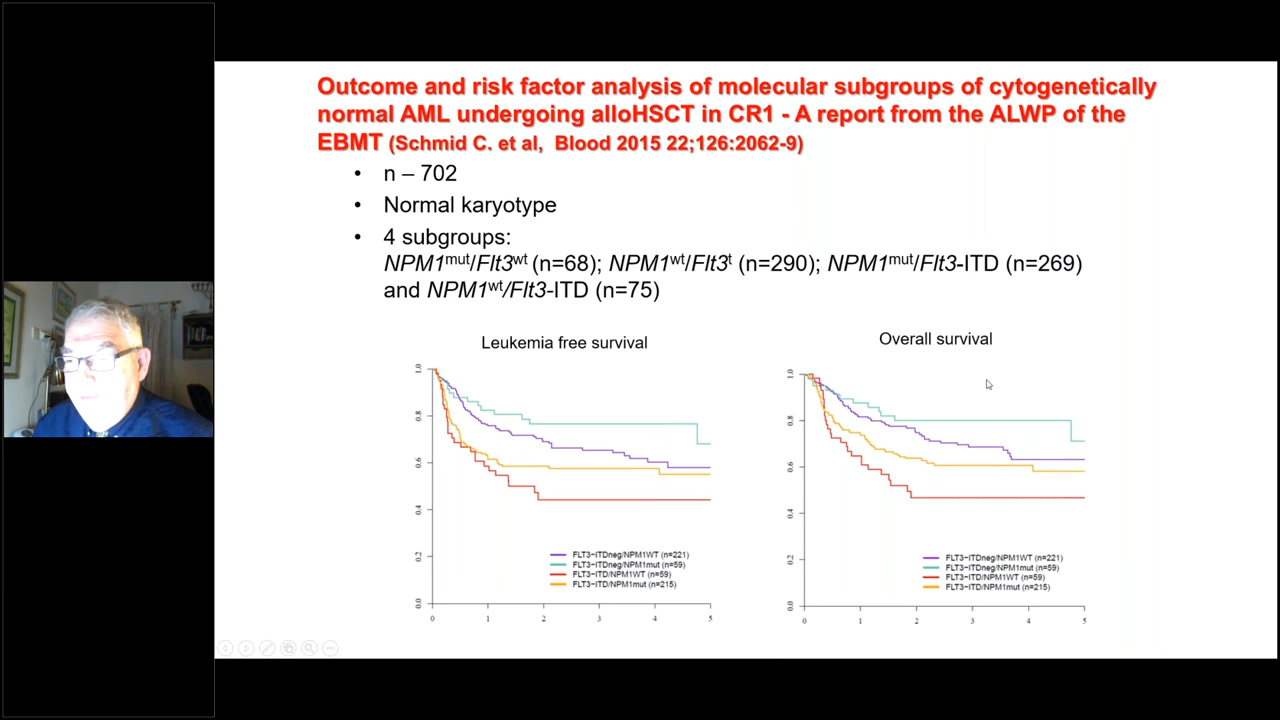 Outcome and risk factor analysis of molecular subgroups of cytogenetically
normal AML undergoing alloHSCT in CR1 - A report from the ALWP of the
EBMT (Schmid C. et al, Blood 2015 22;126:2062-9)
• n – 702
• Normal karyotype
• 4 subgroups:
NPM1mut/Flt3wt (n=68); NPM1wt/Flt3t (n=290); NPM1mut/Flt3-ITD (n=269)
and NPM1wt/Flt3-ITD (n=75)
Leukemia free survival
1.0
0.8
0.6
0.4
0.2
0.0
FLT3-ITDneg/NPM1WT (n=221)
FLT3-ITDneg/NPM1mut (n=59)
FLT3-ITD/NPM1WT (n=59)
FLT3-ITD/NPM1mut (n=215)
0 1 2 3 4 5
Overall survival
1.0
0.8
0.6
0.4
0.2
0.0
FLT3-ITDneg/NPM1WT (n=221)
FLT3-ITDneg/NPM1mut (n=59)
FLT3-ITD/NPM1WT (n=59)
FLT3-ITD/NPM1mut (n=215)
0 1 2 3 4 5